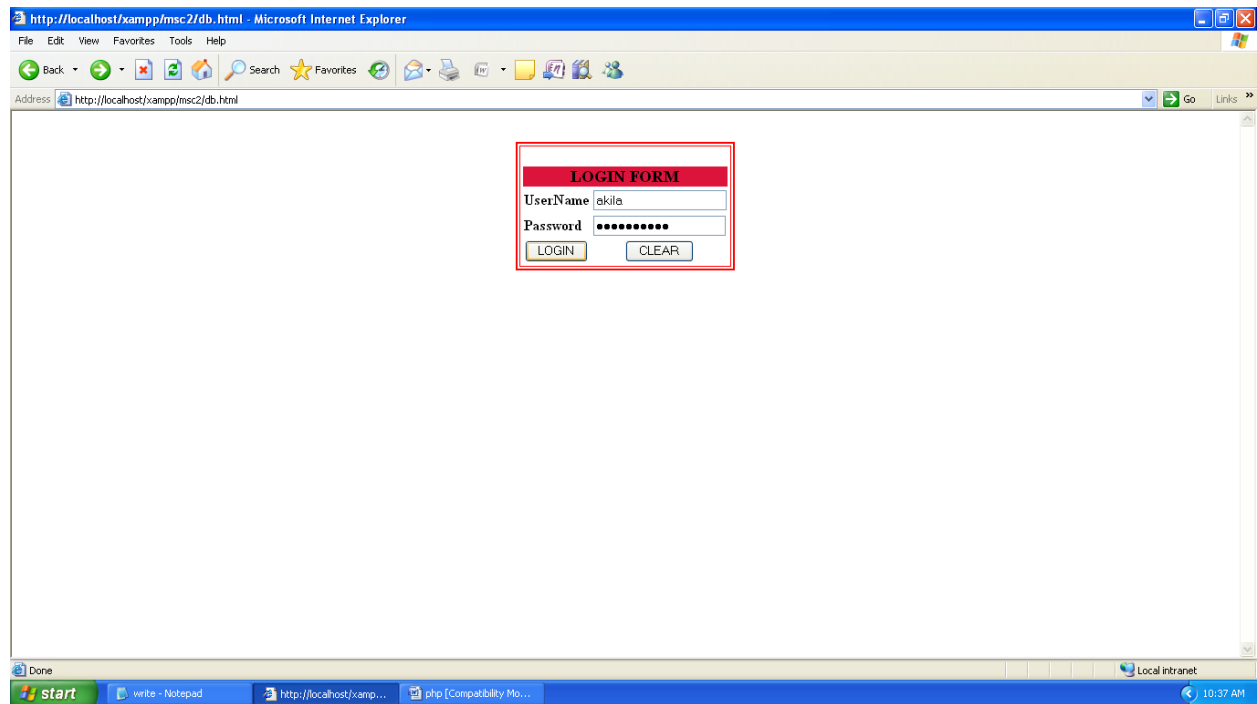 http://localhost/xampp/msc2/db.html - Microsoft Internet Explorer
File Edit View Favorites Tools Help
Back Search Favorites
Address http://localhost/xampp/msc2/db.html Go Links »
LOGIN FORM
UserName akila
Password ●●●●●●●●●●
LOGIN CLEAR
Done Local intranet
start write - Notepad http://localhost/xamp... php [Compatibility Mo... 10:37 AM